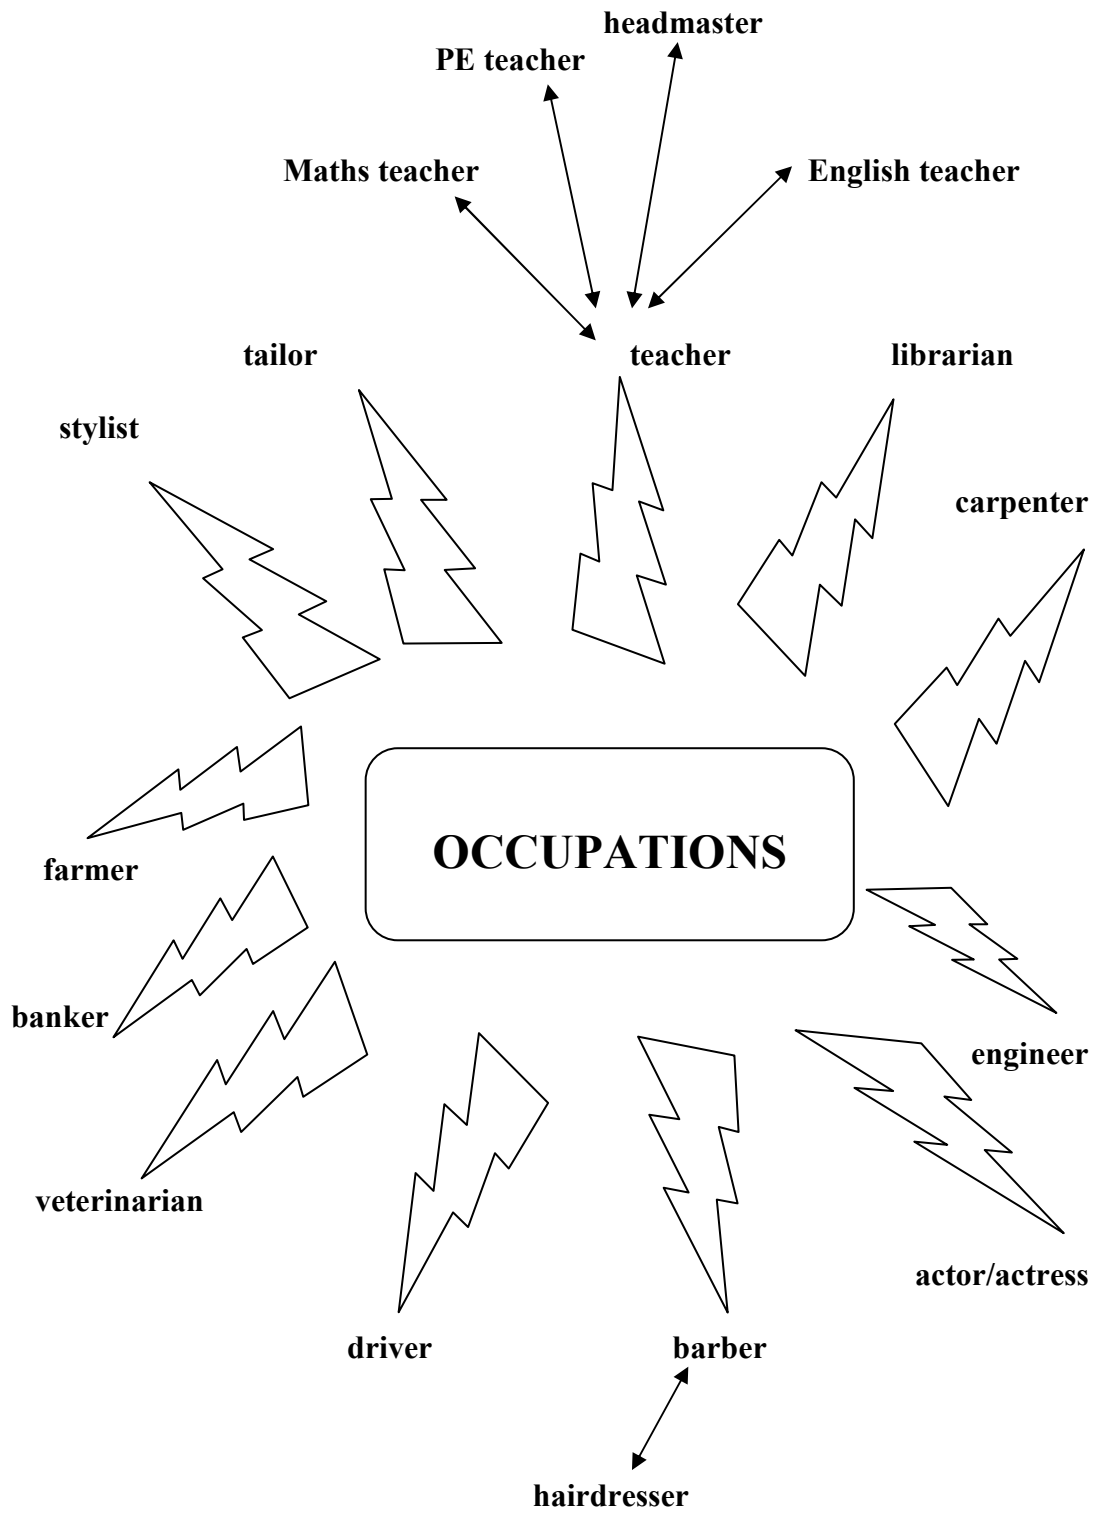 headmaster
PE teacher
Maths teacher
English teacher
tailor
teacher
librarian
stylist
carpenter
OCCUPATIONS
farmer
banker
engineer
veterinarian
actor/actress
driver
barber
hairdresser